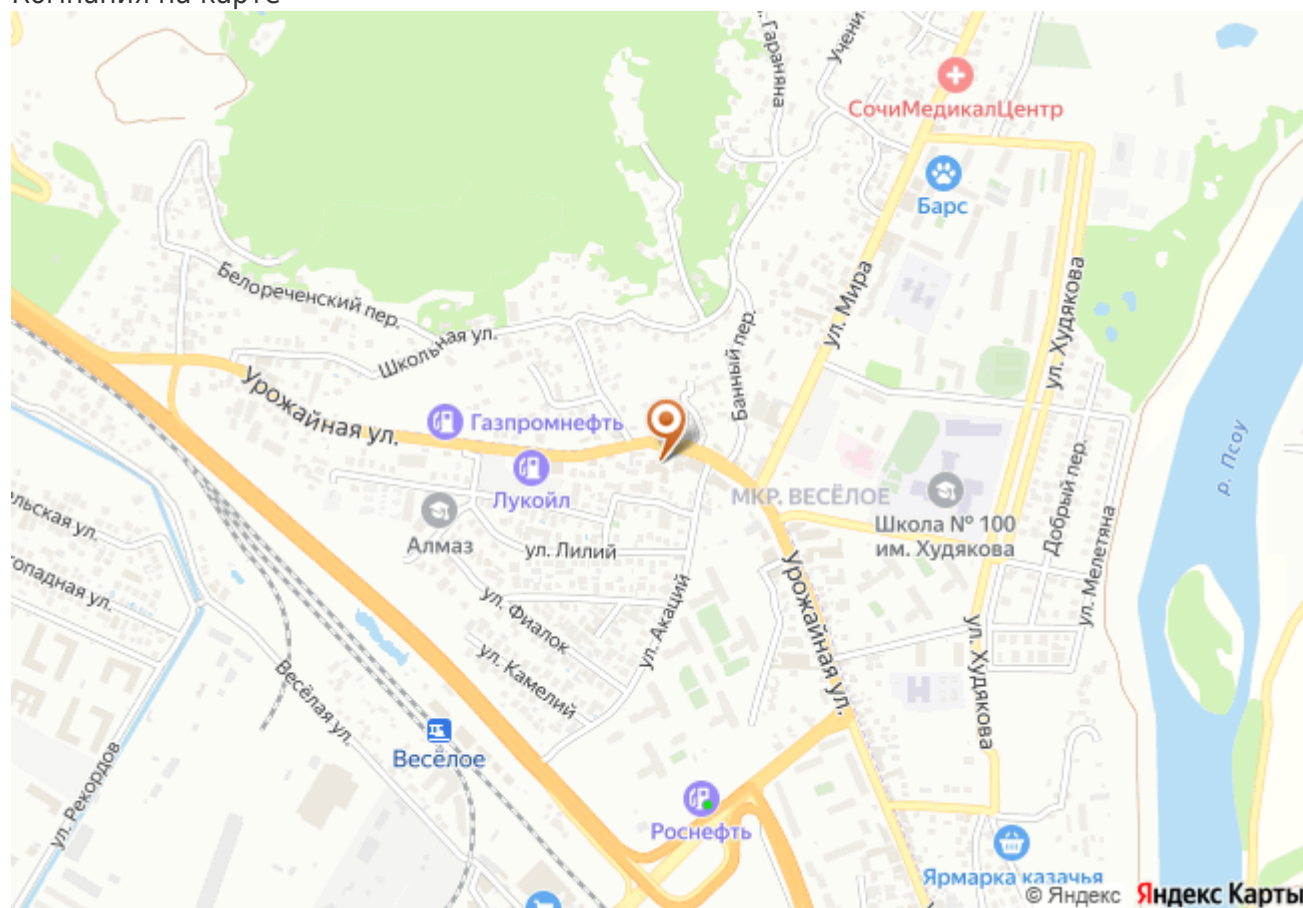 Компания на карте
Гараняна
Учени
СочиМедикалЦентр
Барс
ул. Мира
ул. Худякова
Белореченский пер.
Школьная ул.
Банный пер.
Урожайная ул.
Газпромнефть
Лукойл
МКР. ВЕСЁЛОЕ
Школа № 100
им. Худякова
Добрый пер.
ул. Мелетяна
р. Псоу
Алмаз
ул. Лилий
ул. Фиалок
ул. Акаций
ул. Камелий
Урожайная ул.
ул. Худякова
ельская ул.
опадная ул.
Весёлая ул.
ул. Рекордов
Весёлое
Роснефть
Ярмарка казачья
© Яндекс Яндекс Карты